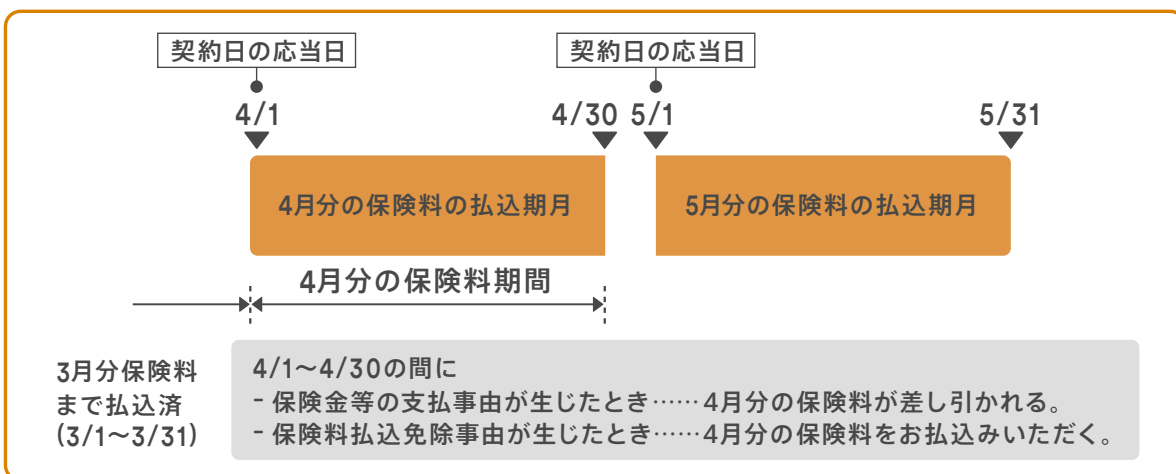 契約日の応当日 契約日の応当日
4/1 4/30 5/1 5/31
4月分の保険料の払込期月 5月分の保険料の払込期月
4月分の保険料期間
3月分保険料
まで払込済
(3/1〜3/31)
4/1〜4/30の間に
- 保険金等の支払事由が生じたとき……4月分の保険料が差し引かれる。
- 保険料払込免除事由が生じたとき……4月分の保険料をお払込みいただく。